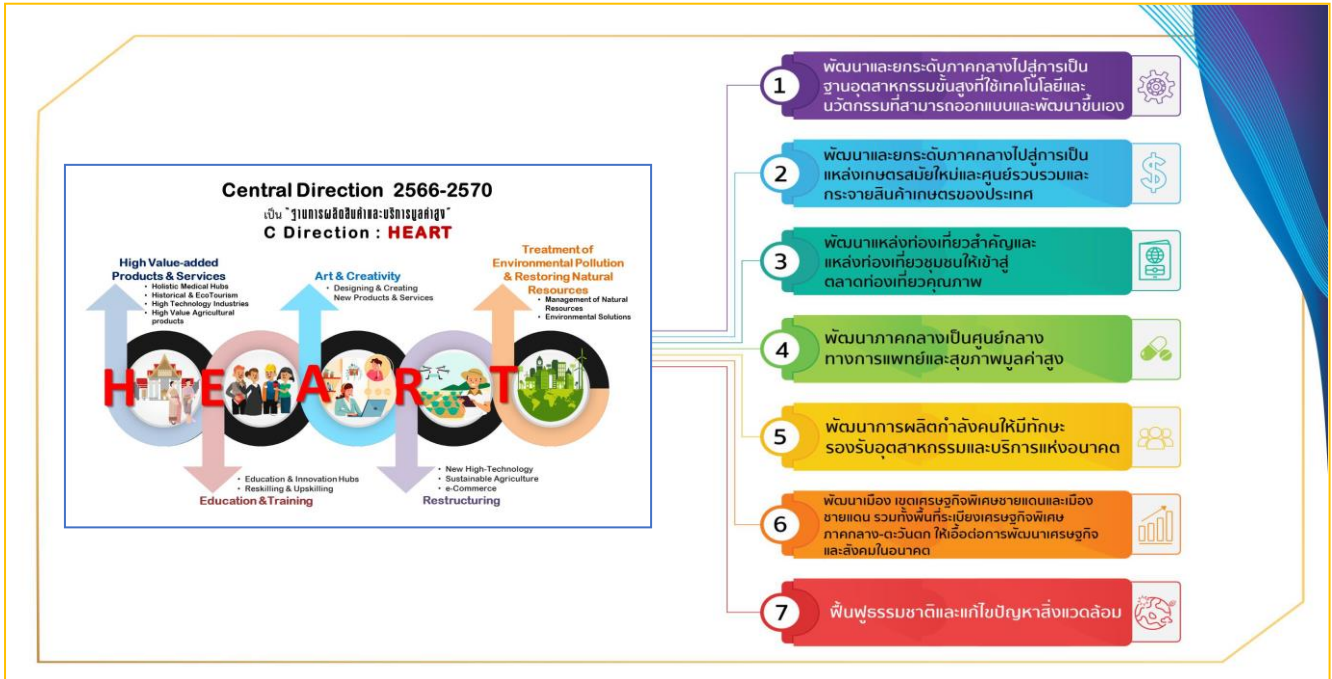 Central Direction 2566-2570
เป็น "ฐานการผลิตสินค้าและบริการมูลค่าสูง"
C Direction : HEART
High Value-added
Products & Services
• Holistic Medical Hubs
• Historical & EcoTourism
• High Technology Industries
• High Value Agricultural
products
Art & Creativity
• Designing & Creating
New Products & Services
Treatment of
Environmental Pollution
& Restoring Natural
Resources
• Management of Natural
Resources
• Environmental Solutions
H E A R T
• Education & Innovation Hubs
• Reskilling & Upskilling
Education &Training
• New High-Technology
• Sustainable Agriculture
• e-Commerce
Restructuring
1
พัฒนาและยกระดับภาคกลางไปสู่การเป็น
ฐานอุตสาหกรรมขั้นสูงที่ใช้เทคโนโลยีและ
นวัตกรรมที่สามารถออกแบบและพัฒนาขึ้นเอง
2
พัฒนาและยกระดับภาคกลางไปสู่การเป็น
แหล่งเกษตรสมัยใหม่และศูนย์รวบรวมและ
กระจายสินค้าเกษตรของประเทศ
3
พัฒนาแหล่งท่องเที่ยวสำคัญและ
แหล่งท่องเที่ยวชุมชนให้เข้าสู่
ตลาดท่องเที่ยวคุณภาพ
4
พัฒนาภาคกลางเป็นศูนย์กลาง
ทางการแพทย์และสุขภาพมูลค่าสูง
5
พัฒนาการผลิตกำลังคนให้มีทักษะ
รองรับอุตสาหกรรมและบริการแห่งอนาคต
6
พัฒนาเมือง เขตเศรษฐกิจพิเศษชายแดนและเมือง
ชายแดน รวมทั้งพื้นที่ระเบียงเศรษฐกิจพิเศษ
ภาคกลาง-ตะวันตก ให้เอื้อต่อการพัฒนาเศรษฐกิจ
และสังคมในอนาคต
7
ฟื้นฟูธรรมชาติและแก้ไขปัญหาสิ่งแวดล้อม